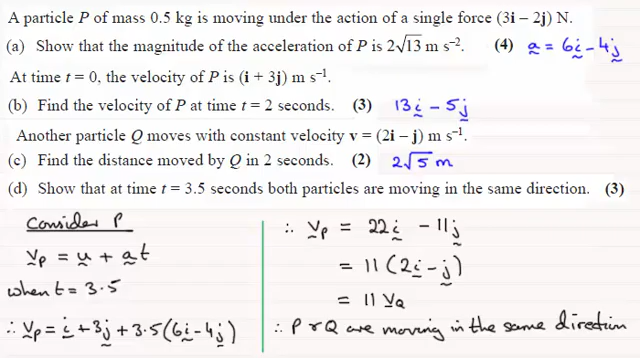 A particle P of mass 0.5 kg is moving under the action of a single force (3i – 2j) N.
(a) Show that the magnitude of the acceleration of P is 2√13 m s⁻². (4) a = 6i – 4j
At time t = 0, the velocity of P is (i + 3j) m s⁻¹.
(b) Find the velocity of P at time t = 2 seconds. (3) 13i – 5j
Another particle Q moves with constant velocity v = (2i – j) m s⁻¹.
(c) Find the distance moved by Q in 2 seconds. (2) 2√5 m
(d) Show that at time t = 3.5 seconds both particles are moving in the same direction. (3)
Consider P
v_P = u + at
when t = 3.5
∴ v_P = i + 3j + 3.5(6i – 4j)
∴ v_P = 22i – 11j
= 11(2i – j)
= 11 v_Q
∴ P & Q are moving in the same direction